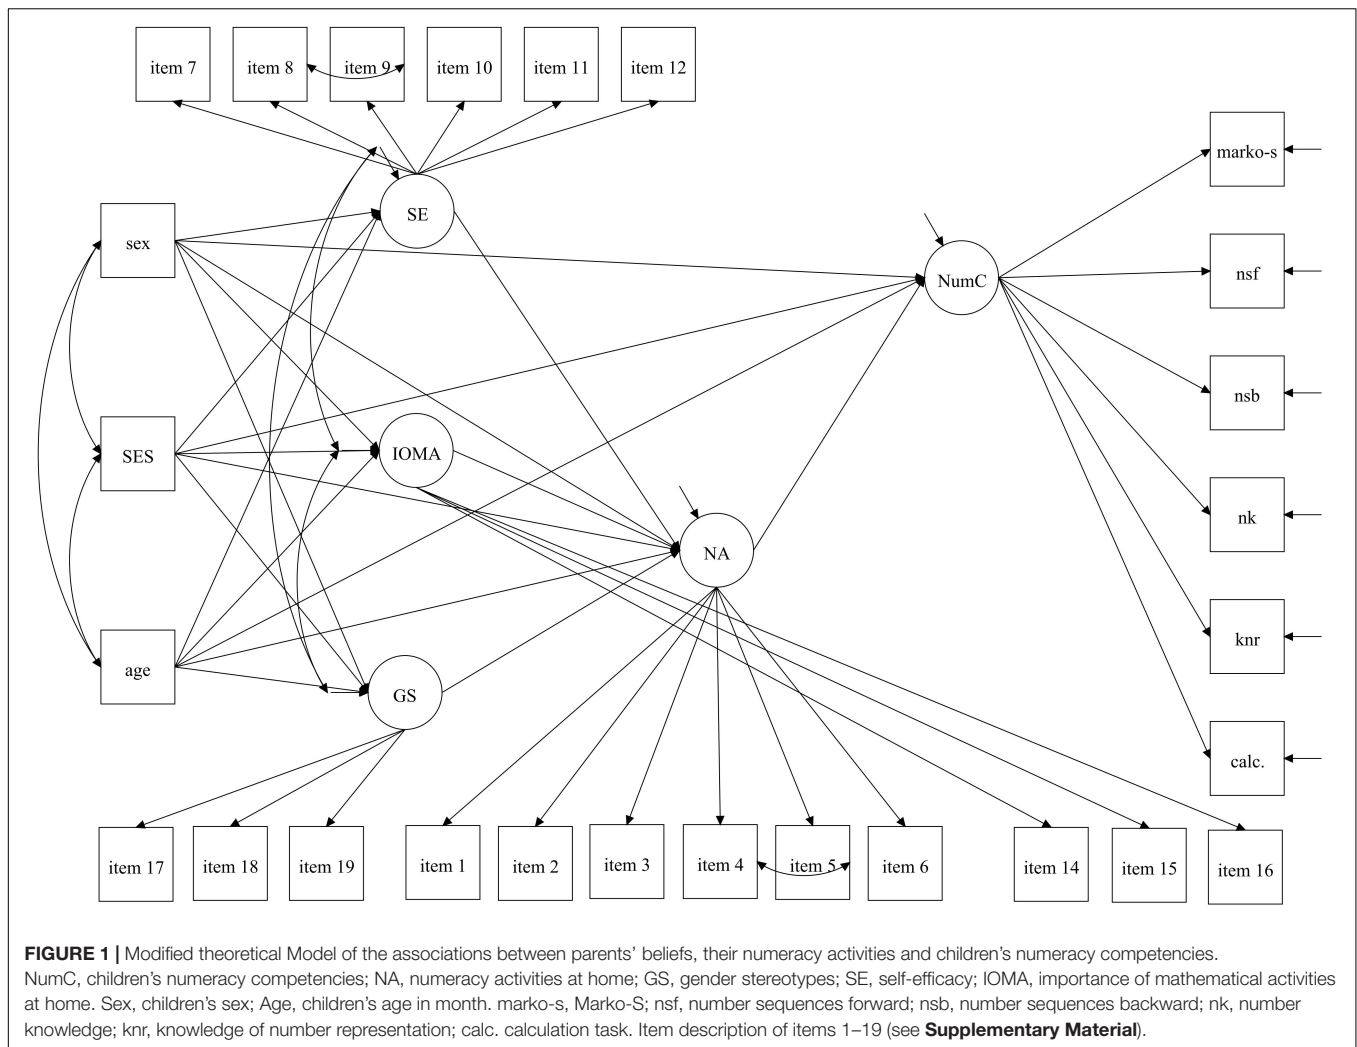 item 7
item 8
item 9
item 10
item 11
item 12
marko-s
SE
sex
nsf
NumC
nsb
SES
IOMA
nk
NA
knr
age
GS
calc.
item 17
item 18
item 19
item 1
item 2
item 3
item 4
item 5
item 6
item 14
item 15
item 16
FIGURE 1 | Modified theoretical Model of the associations between parents’ beliefs, their numeracy activities and children’s numeracy competencies.
NumC, children’s numeracy competencies; NA, numeracy activities at home; GS, gender stereotypes; SE, self-efficacy; IOMA, importance of mathematical activities
at home. Sex, children’s sex; Age, children’s age in month. marko-s, Marko-S; nsf, number sequences forward; nsb, number sequences backward; nk, number
knowledge; knr, knowledge of number representation; calc. calculation task. Item description of items 1–19 (see Supplementary Material).